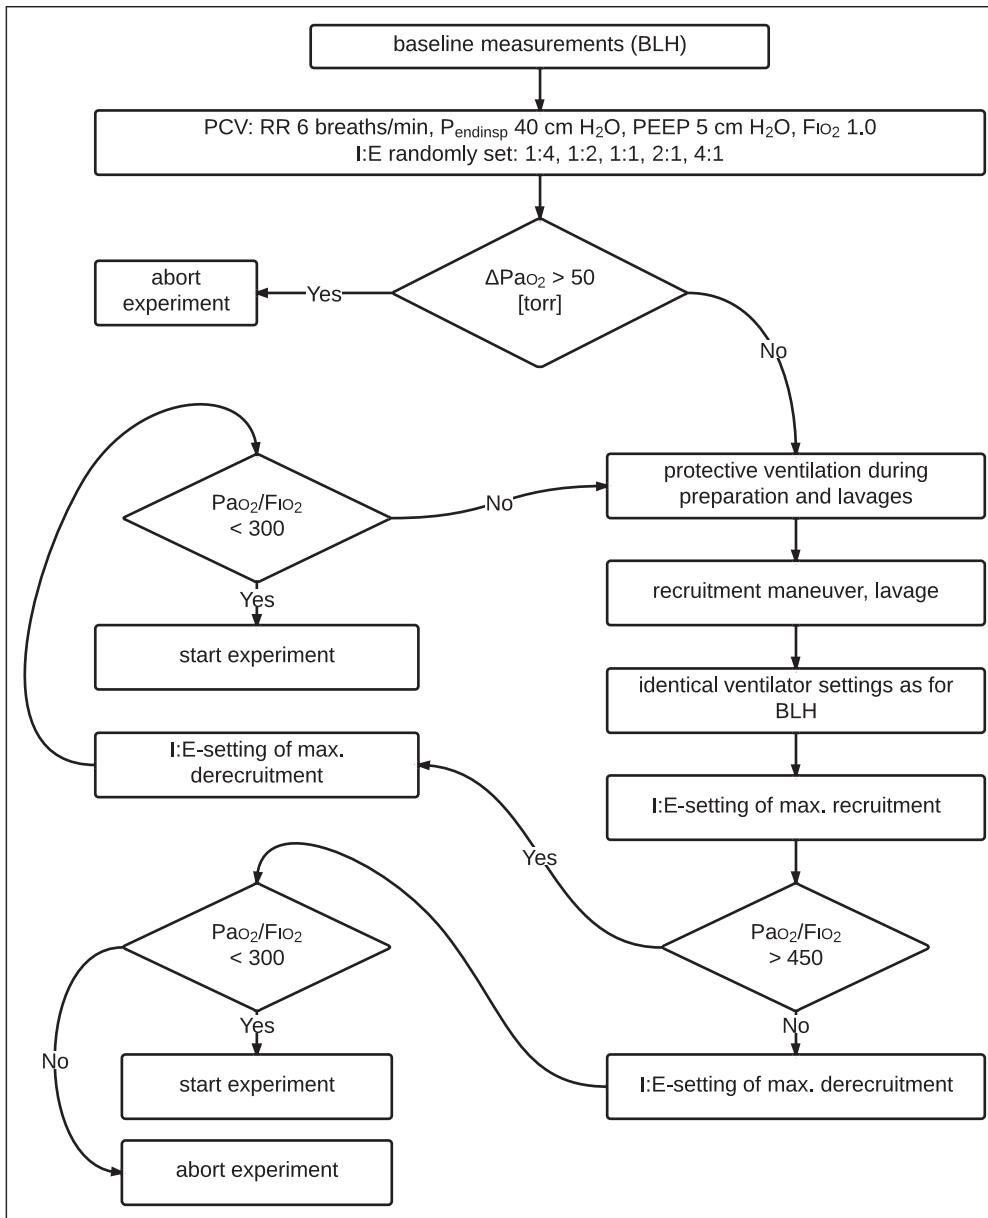 baseline measurements (BLH)
PCV: RR 6 breaths/min, Pendinsp 40 cm H2O, PEEP 5 cm H2O, FIO2 1.0
I:E randomly set: 1:4, 1:2, 1:1, 2:1, 4:1
ΔPaO2 > 50
[torr]
Yes
abort
experiment
No
protective ventilation during
preparation and lavages
PaO2/FIO2
< 300
No
Yes
start experiment
recruitment maneuver, lavage
identical ventilator settings as for
BLH
I:E-setting of max.
derecruitment
I:E-setting of max. recruitment
Yes
PaO2/FIO2
> 450
No
I:E-setting of max. derecruitment
PaO2/FIO2
< 300
Yes
No
start experiment
abort experiment